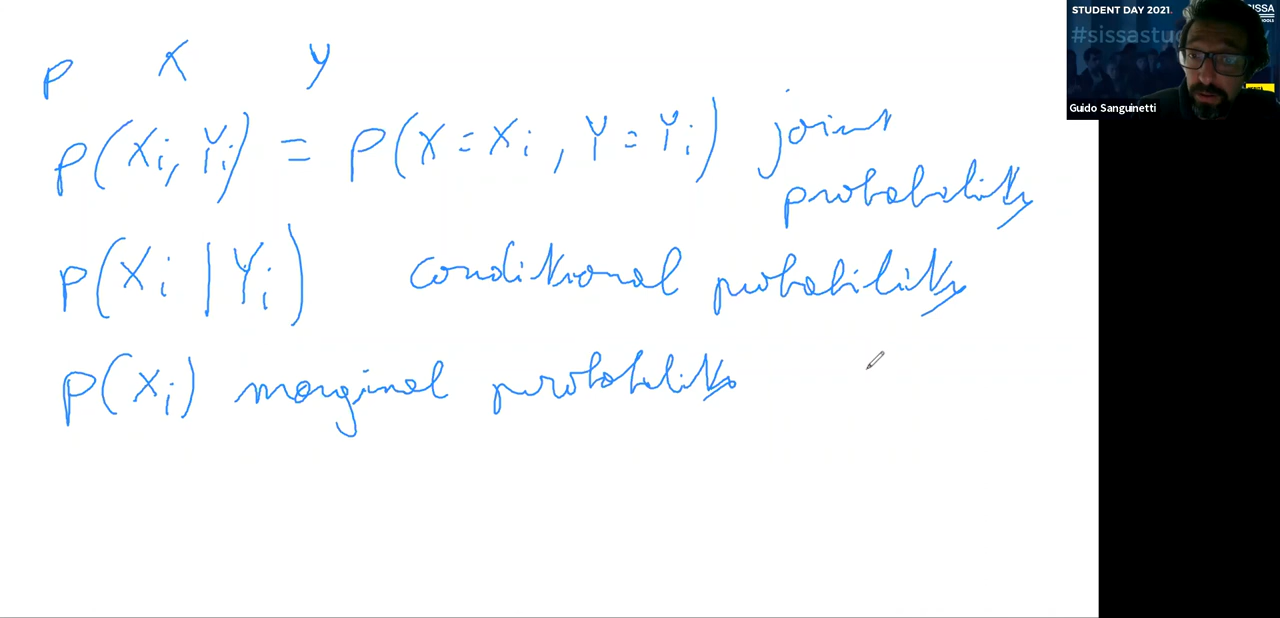 P X Y
P(Xi, Yi) = P(X = Xi, Y = Yi) joint
probability
P(Xi | Yi) conditional probability
P(Xi) marginal probability
STUDENT DAY 2021.
SISSA
#sissastu
Guido Sanguinetti